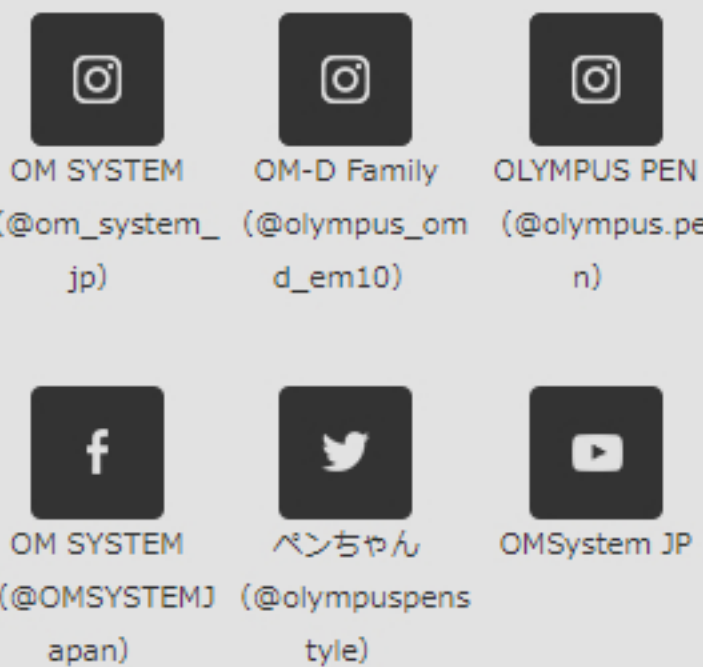 OM SYSTEM
(@om_system_
jp)
OM-D Family
(@olympus_om
d_em10)
OLYMPUS PEN
(@olympus.pe
n)
OM SYSTEM
(@OMSYSTEMJ
apan)
ペンちゃん
(@olympuspens
tyle)
OMSystem JP